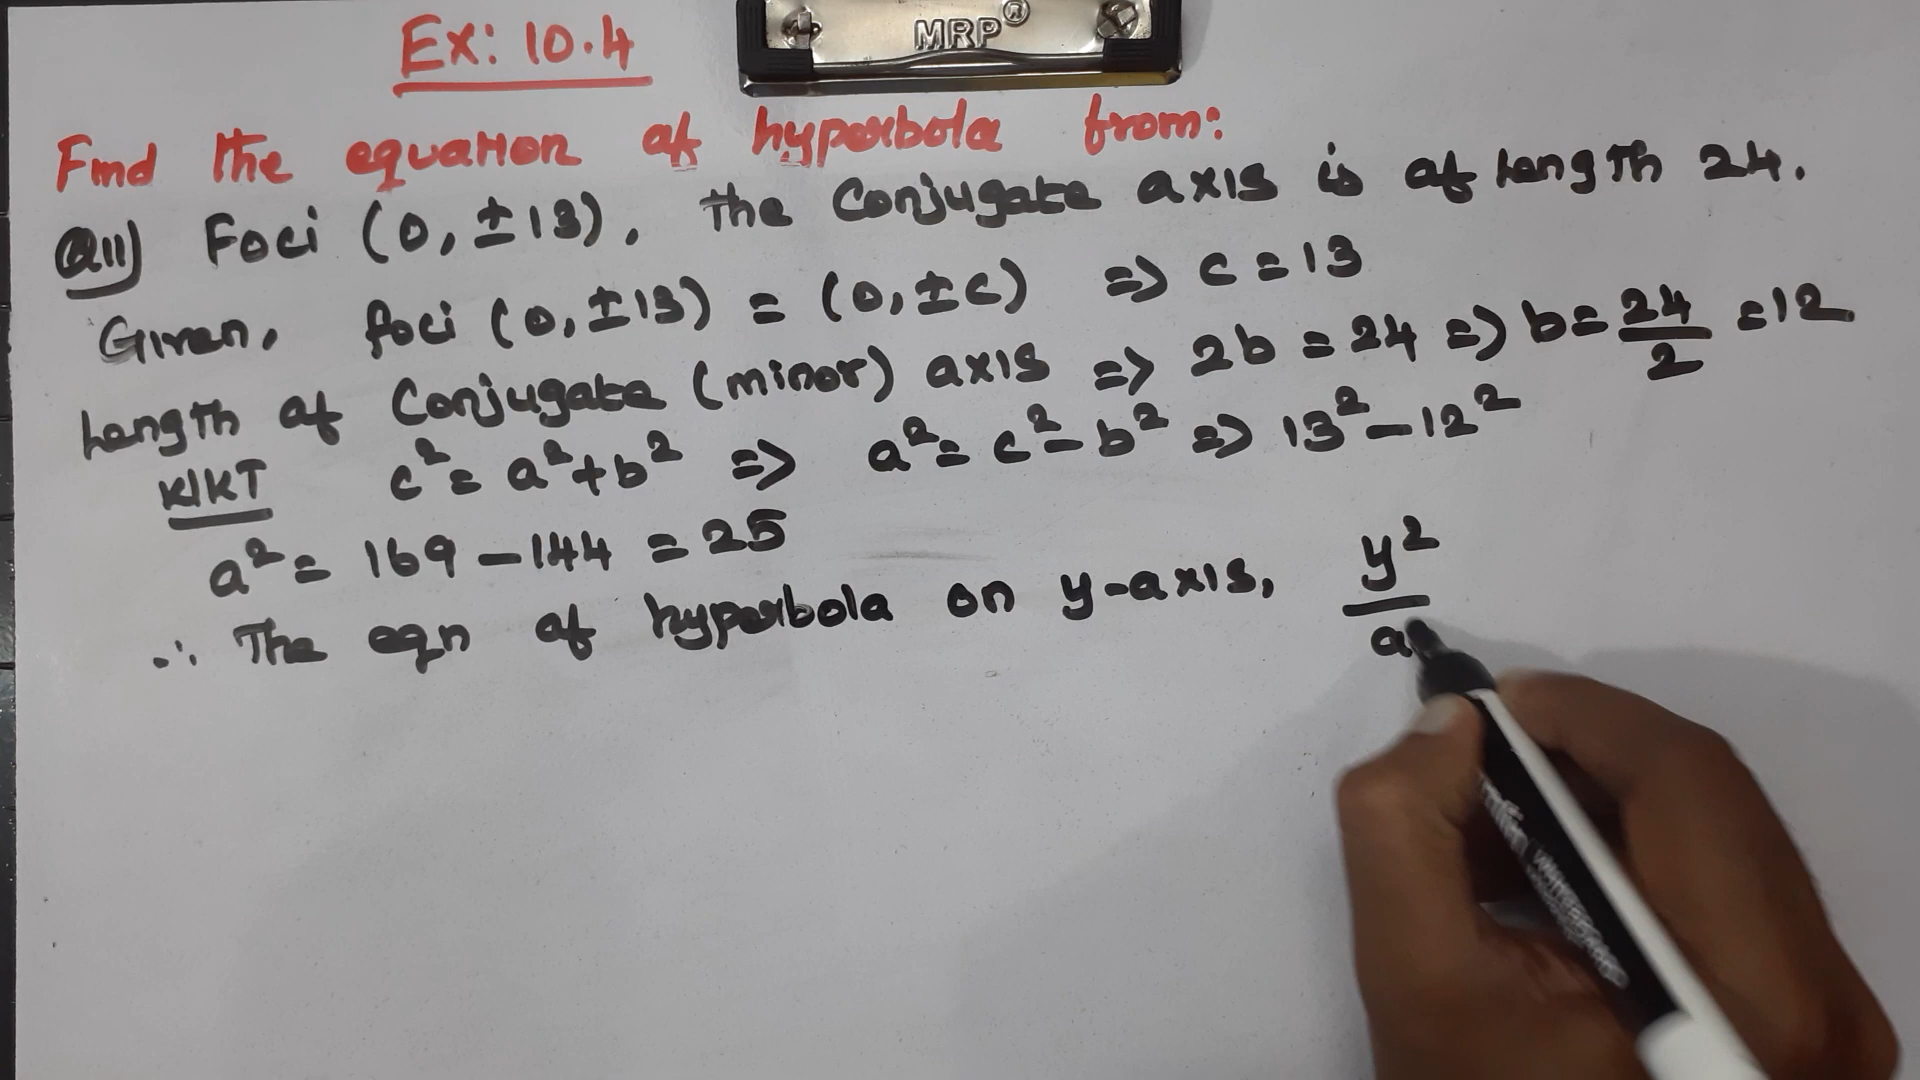 MRP®
Ex: 10.4
Find the equation of hyperbola from:
Q11) Foci (0, ±13), The Conjugate axis is of length 24.
Given, foci (0, ±13) = (0, ±c) => c = 13
Length of Conjugate (minor) axis => 2b = 24 => b = 24/2 = 12
WKT c² = a² + b² => a² = c² - b² => 13² - 12²
a² = 169 - 144 = 25
∴ The eqn of hyperbola on y-axis, y²/a